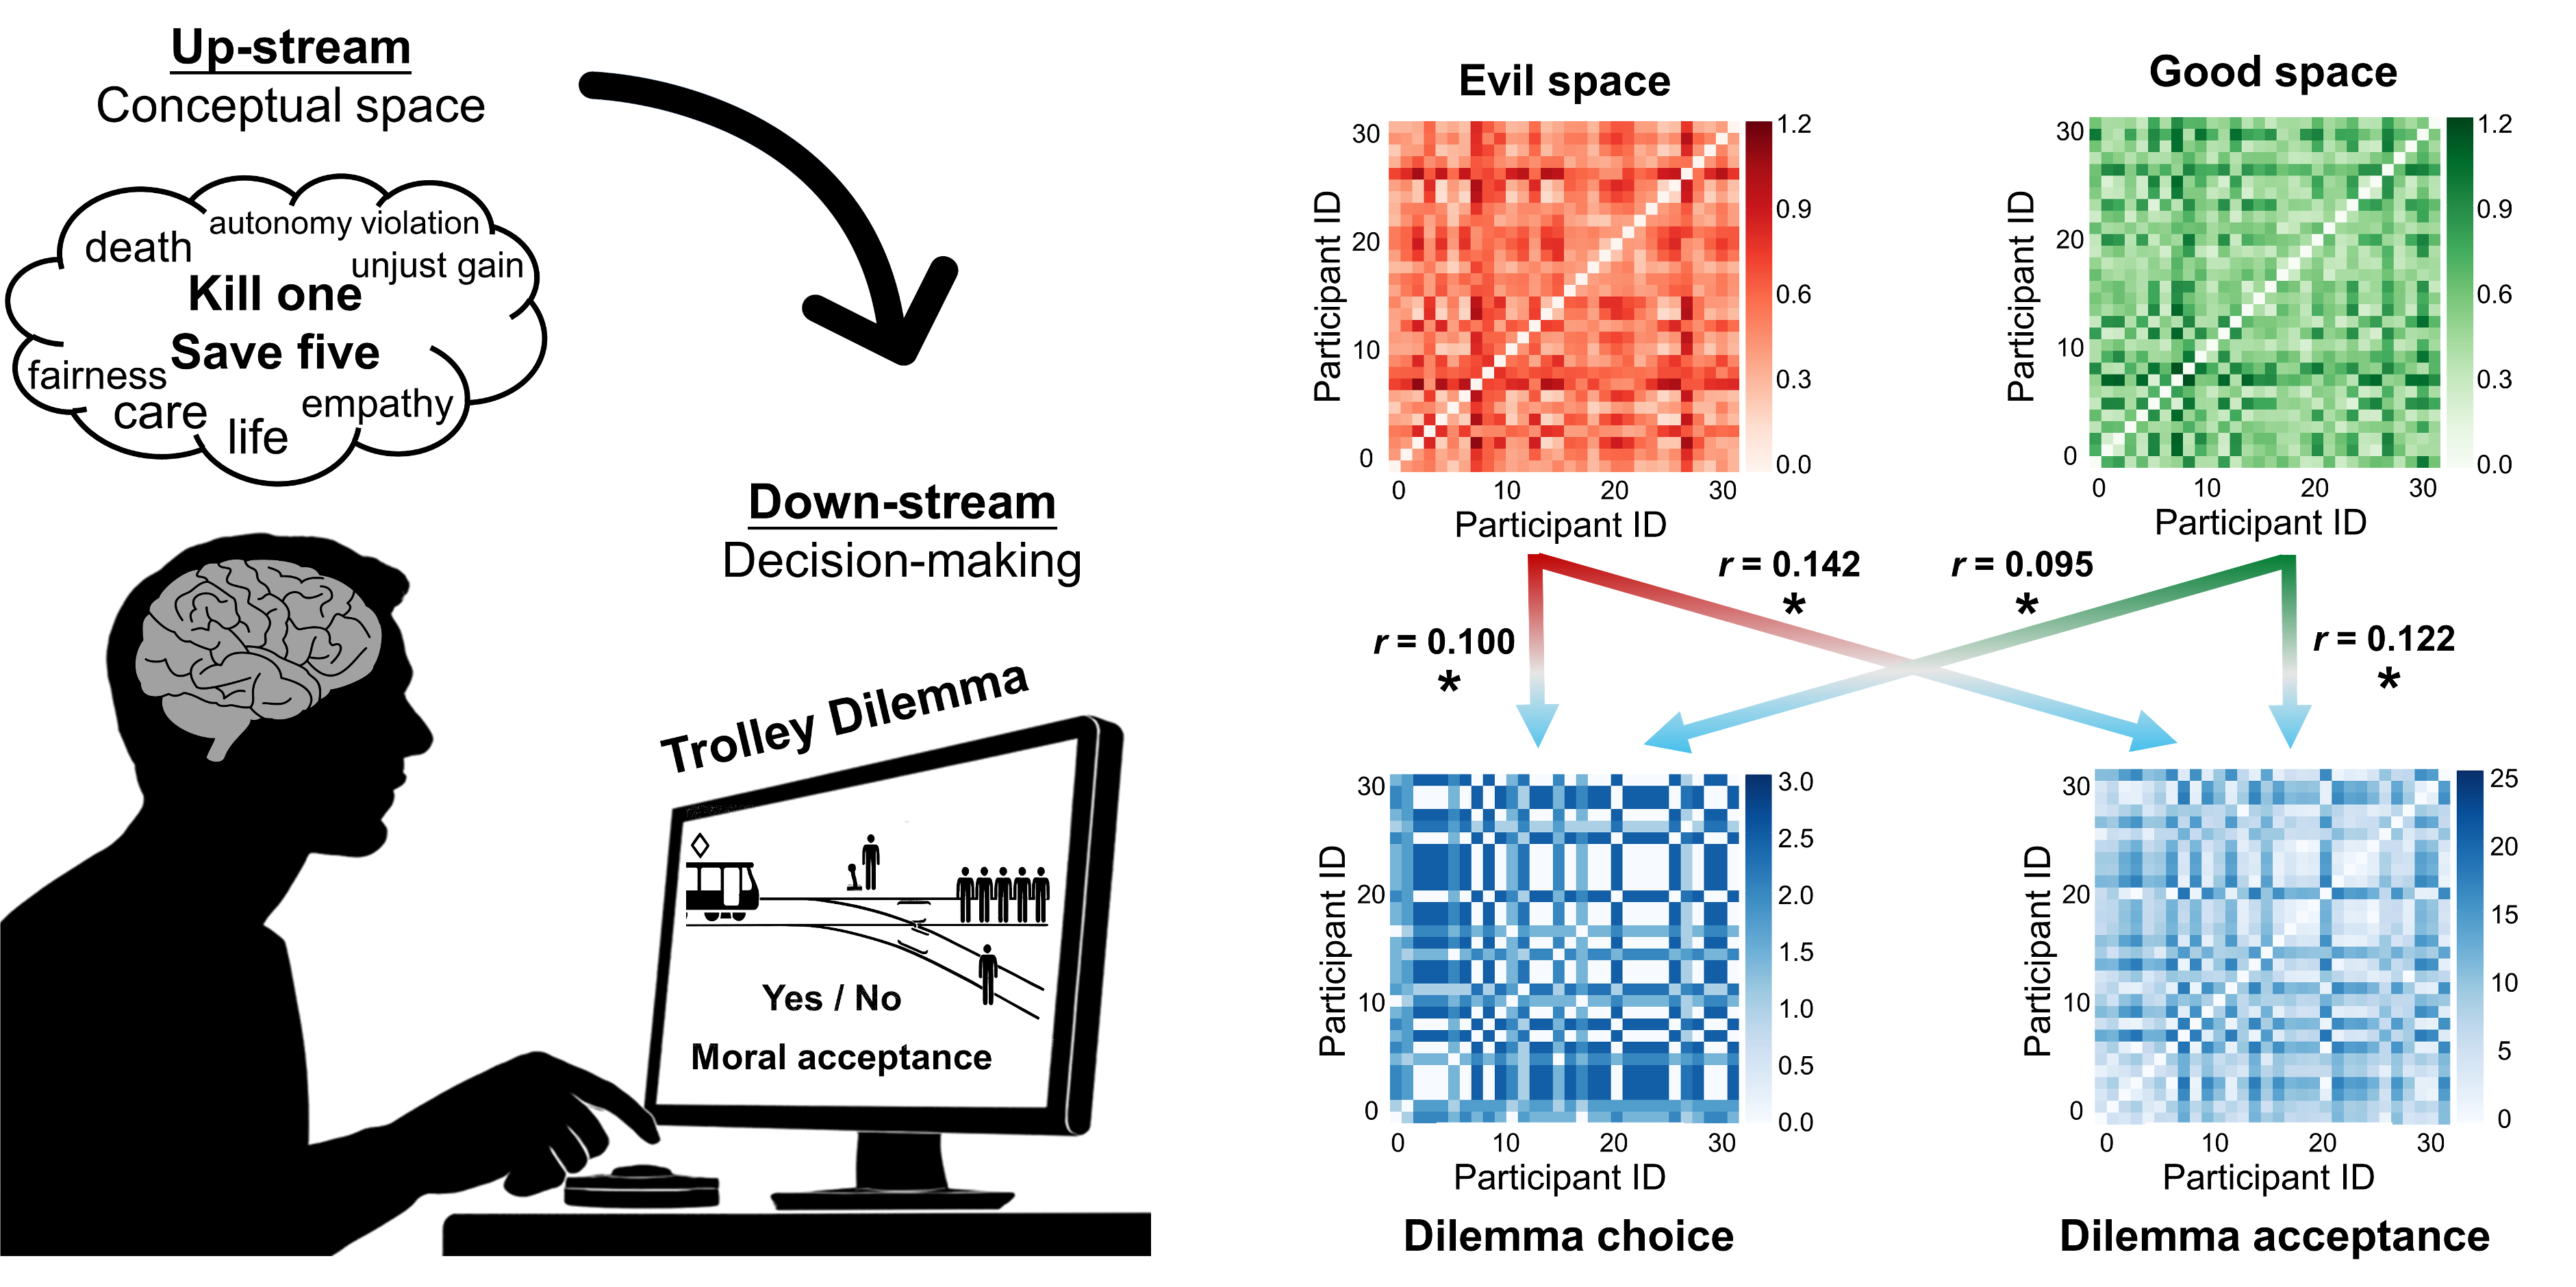 Up-stream
Conceptual space
autonomy violation
death
unjust gain
Kill one
Save five
fairness
care
empathy
life
Down-stream
Decision-making
Trolley Dilemma
Yes / No
Moral acceptance
Evil space
Participant ID
30
20
10
0
0 10 20 30
Participant ID
1.2
0.9
0.6
0.3
0.0
Good space
Participant ID
30
20
10
0
0 10 20 30
Participant ID
1.2
0.9
0.6
0.3
0.0
r = 0.142
*
r = 0.095
*
r = 0.100
*
r = 0.122
*
Participant ID
30
20
10
0
0 10 20 30
Participant ID
3.0
2.5
2.0
1.5
1.0
0.5
0.0
Dilemma choice
Participant ID
30
20
10
0
0 10 20 30
Participant ID
25
20
15
10
5
0
Dilemma acceptance